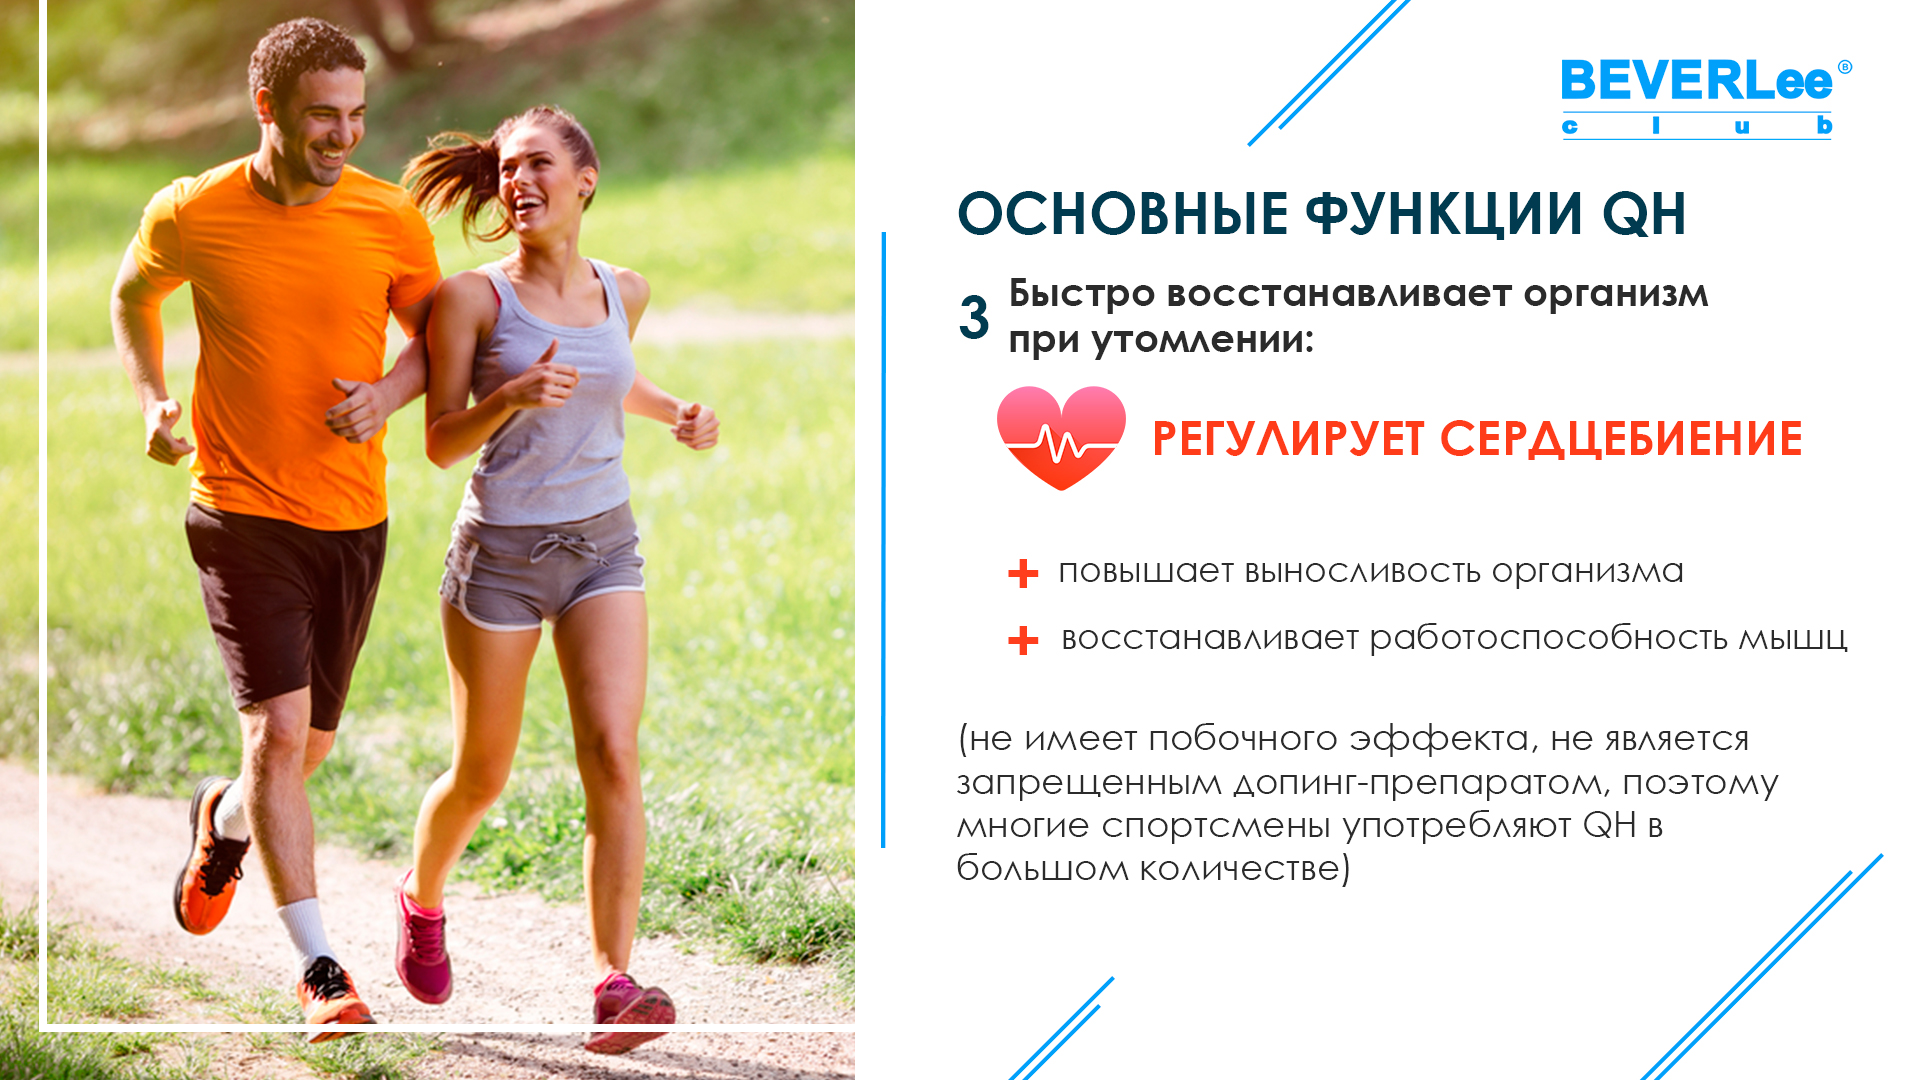 BEVERLee®
club
ОСНОВНЫЕ ФУНКЦИИ QH
3
Быстро восстанавливает организм
при утомлении:
РЕГУЛИРУЕТ СЕРДЦЕБИЕНИЕ
+ повышает выносливость организма
+ восстанавливает работоспособность мышц
(не имеет побочного эффекта, не является
запрещенным допинг-препаратом, поэтому
многие спортсмены употребляют QH в
большом количестве)